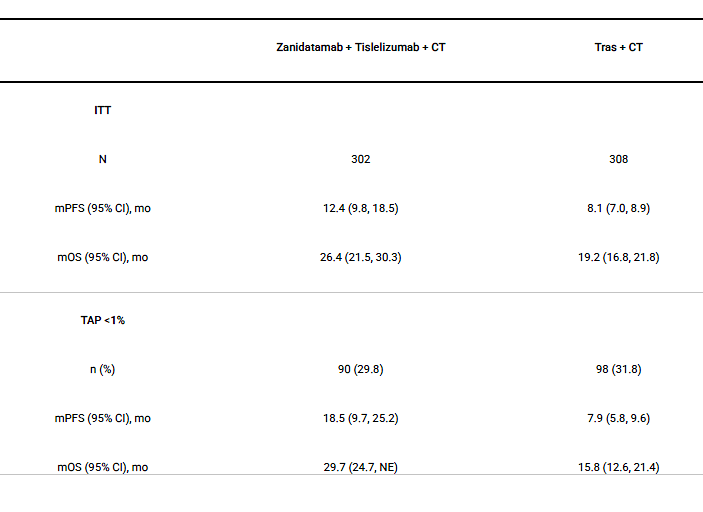 Zanidatamab + Tislelizumab + CT Tras + CT
ITT
N 302 308
mPFS (95% CI), mo 12.4 (9.8, 18.5) 8.1 (7.0, 8.9)
mOS (95% CI), mo 26.4 (21.5, 30.3) 19.2 (16.8, 21.8)
TAP <1%
n (%) 90 (29.8) 98 (31.8)
mPFS (95% CI), mo 18.5 (9.7, 25.2) 7.9 (5.8, 9.6)
mOS (95% CI), mo 29.7 (24.7, NE) 15.8 (12.6, 21.4)